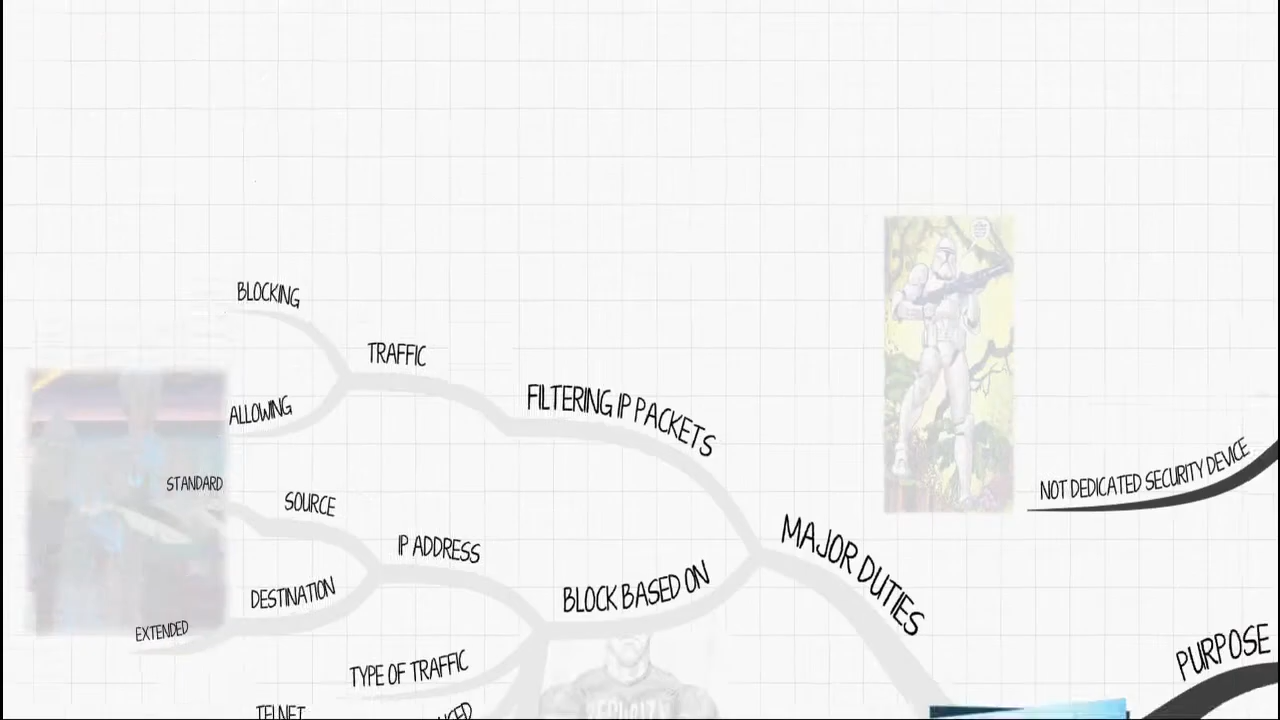 BLOCKING
TRAFFIC
ALLOWING
FILTERING IP PACKETS
STANDARD
SOURCE
IP ADDRESS
DESTINATION
EXTENDED
BLOCK BASED ON
TYPE OF TRAFFIC
TELNET
MAJOR DUTIES
NOT DEDICATED SECURITY DEVICE
PURPOSE